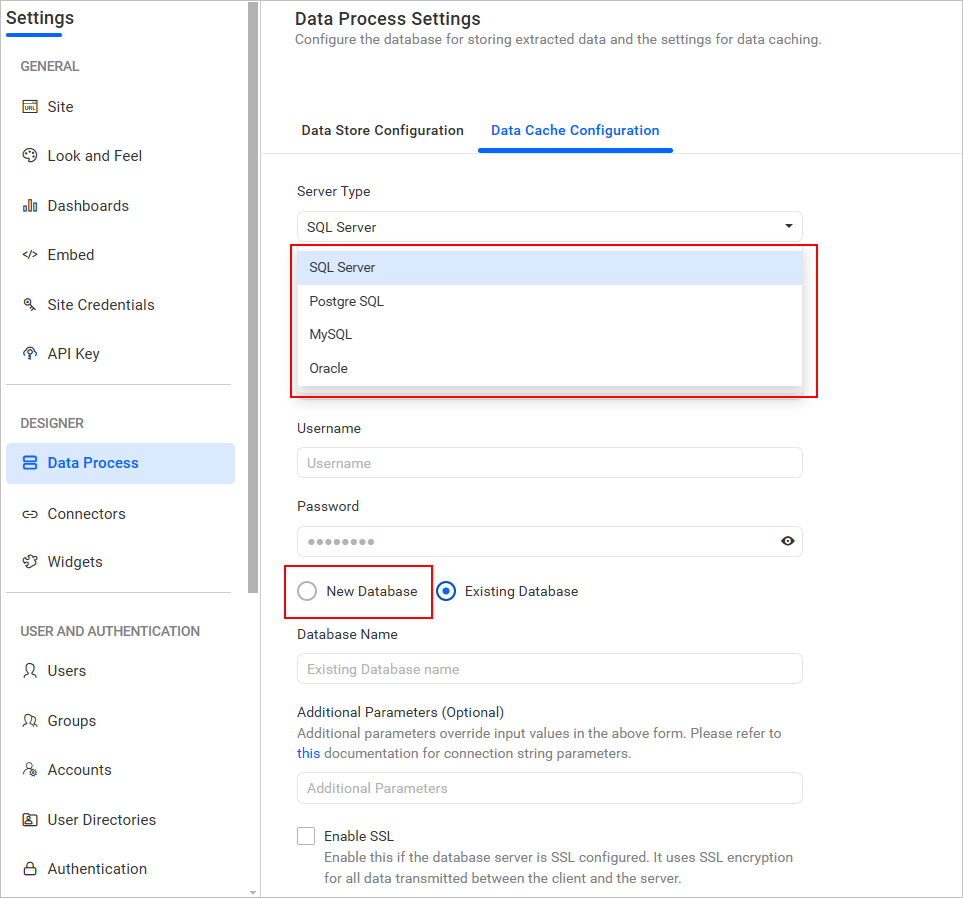 Settings
GENERAL
Site
Look and Feel
Dashboards
Embed
Site Credentials
API Key
DESIGNER
Data Process
Connectors
Widgets
USER AND AUTHENTICATION
Users
Groups
Accounts
User Directories
Authentication
Data Process Settings
Configure the database for storing extracted data and the settings for data caching.
Data Store Configuration
Data Cache Configuration
Server Type
SQL Server
SQL Server
Postgre SQL
MySQL
Oracle
Username
Username
Password
New Database
Existing Database
Database Name
Existing Database name
Additional Parameters (Optional)
Additional parameters override input values in the above form. Please refer to
this documentation for connection string parameters.
Additional Parameters
Enable SSL
Enable this if the database server is SSL configured. It uses SSL encryption
for all data transmitted between the client and the server.